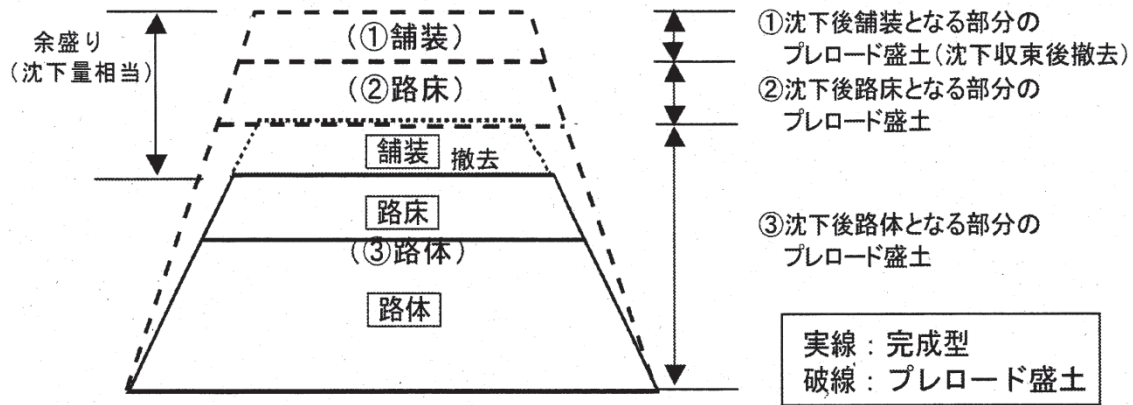 余盛り
(沈下量相当)
(①舗装)
(②路床)
舗装 撤去
路床
(③路体)
路体
①沈下後舗装となる部分の
プレロード盛土(沈下収束後撤去)
②沈下後路床となる部分の
プレロード盛土
③沈下後路体となる部分の
プレロード盛土
実線：完成型
破線：プレロード盛土